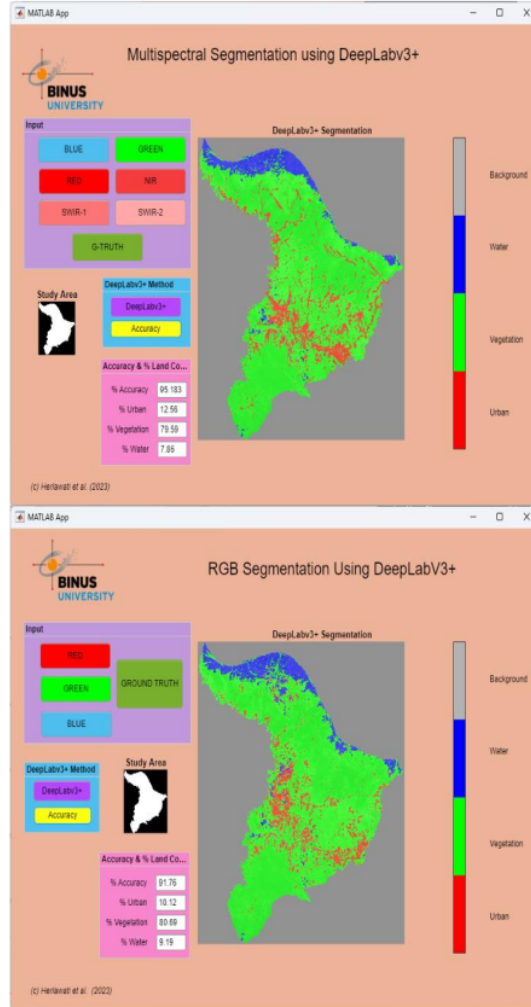 MATLAB App
Multispectral Segmentation using DeepLabv3+
BINUS
UNIVERSITY
Input
BLUE
GREEN
RED
NIR
SWIR-1
SWIR-2
G-TRUTH
Study Area
DeepLabv3+ Method
DeepLabv3+
Accuracy
Accuracy & % Land Co...
% Accuracy 95.183
% Urban 12.56
% Vegetation 79.59
% Water 7.86
DeepLabv3+ Segmentation
Background
Water
Vegetation
Urban
(c) Herlawati et al. (2023)
MATLAB App
RGB Segmentation Using DeepLabV3+
BINUS
UNIVERSITY
Input
RED
GREEN
BLUE
GROUND TRUTH
DeepLabv3+ Method
DeepLabv3+
Accuracy
Study Area
Accuracy & % Land Co...
% Accuracy 91.76
% Urban 10.12
% Vegetation 80.69
% Water 9.19
DeepLabv3+ Segmentation
Background
Water
Vegetation
Urban
(c) Herlawati et al. (2023)